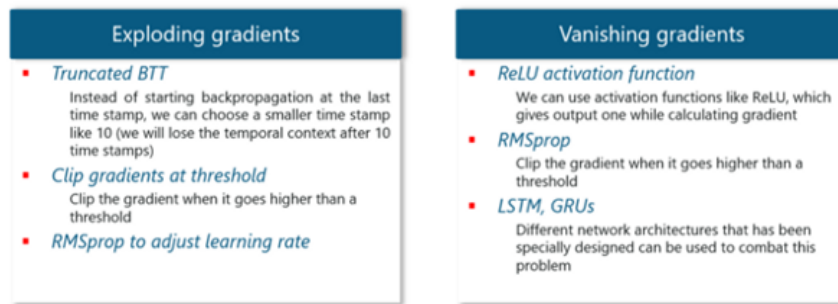 Exploding gradients
Truncated BTT
Instead of starting backpropagation at the last
time stamp, we can choose a smaller time stamp
like 10 (we will lose the temporal context after 10
time stamps)
Clip gradients at threshold
Clip the gradient when it goes higher than a
threshold
RMSprop to adjust learning rate
Vanishing gradients
ReLU activation function
We can use activation functions like ReLU, which
gives output one while calculating gradient
RMSprop
Clip the gradient when it goes higher than a
threshold
LSTM, GRUs
Different network architectures that has been
specially designed can be used to combat this
problem